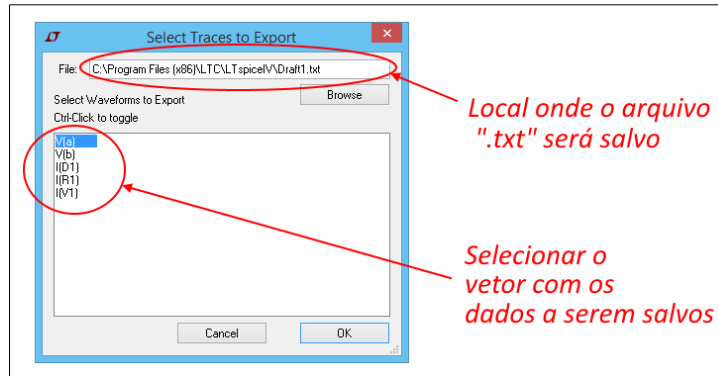 Select Traces to Export
File: C:\Program Files (x86)\LTC\LTspiceIV\Draft1.txt
Browse
Select Waveforms to Export
Ctrl-Click to toggle
V(a)
V(b)
I(D1)
I(R1)
I(V1)
Cancel
OK
Local onde o arquivo
".txt" será salvo
Selecionar o
vetor com os
dados a serem salvos